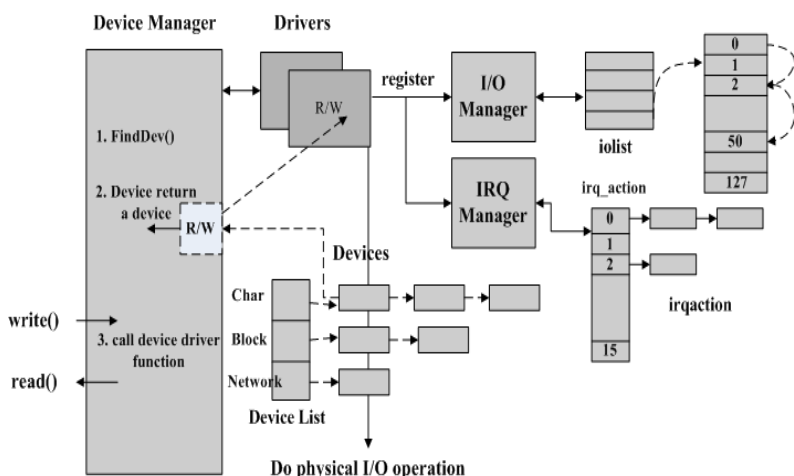 Device Manager
Drivers
register
R/W
I/O
Manager
iolist
0
1
2
50
127
1. FindDev()
2. Device return
a device
R/W
IRQ
Manager
irq_action
0
1
2
15
irqaction
Devices
Char
Block
Network
Device List
write()
3. call device driver
function
read()
Do physical I/O operation